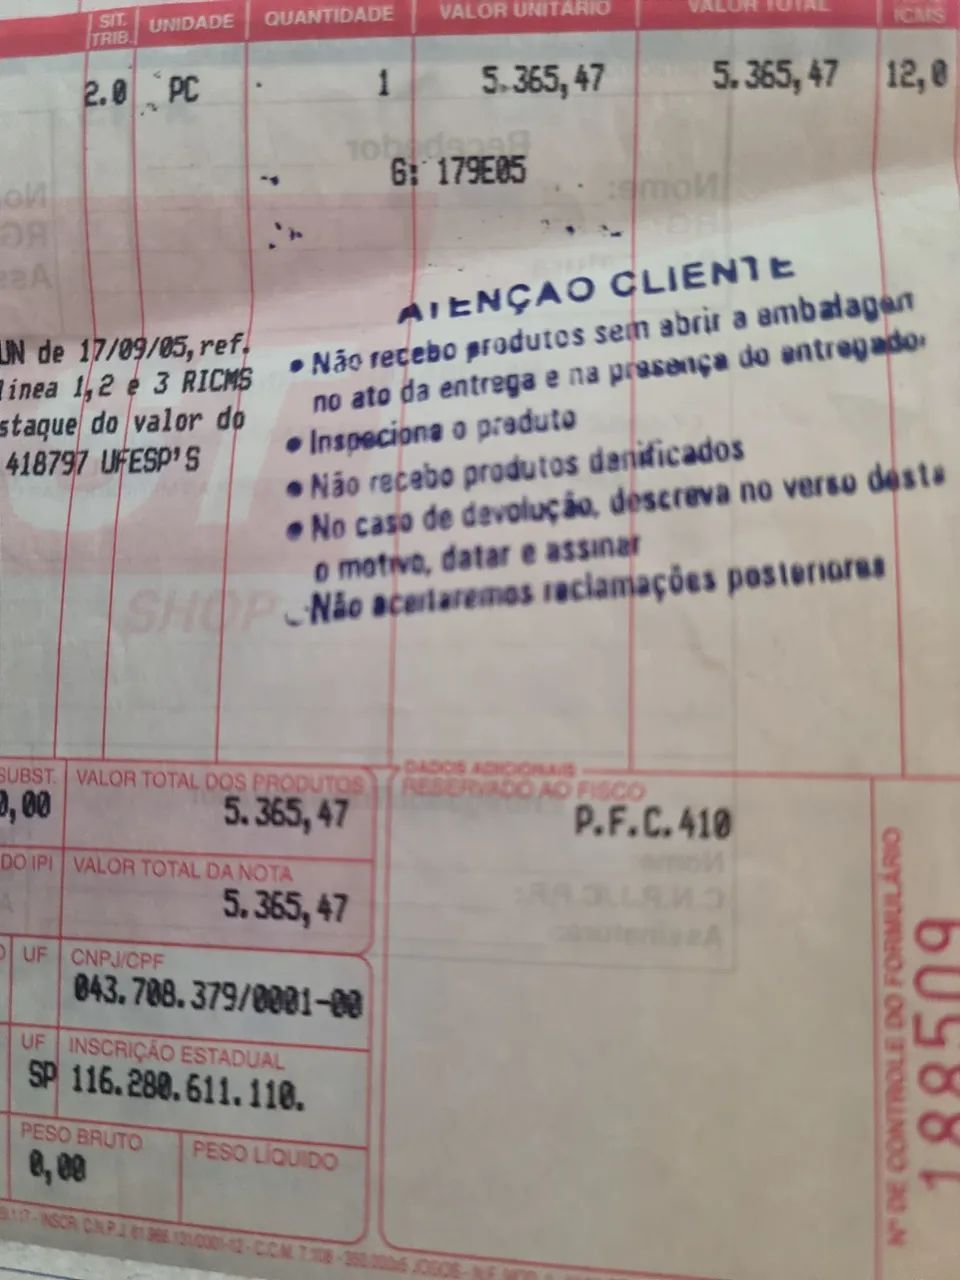 SIT. TRIB. UNIDADE QUANTIDADE VALOR UNITÁRIO VALOR TOTAL ICMS
2.0 PC 1 5.365,47 5.365,47 12,0
G: 179E05
ATENÇÃO CLIENTE
• Não recebo produtos sem abrir a embalagen
no ato da entrega e na presença do entregador
• Inspeciona o produto
• Não recebo produtos danificados
• No caso de devolução, descreva no verso deste
o motivo, datar e assinar
Não aceitaremos reclamações posteriores
UN de 17/09/05, ref.
línea 1,2 e 3 RICMS
staque do valor do
418797 UFESP'S
SHOP
SUBST. VALOR TOTAL DOS PRODUTOS
0,00 5.365,47
DO IPI VALOR TOTAL DA NOTA
5.365,47
DADOS ADICIONAIS
RESERVADO AO FISCO
P.F.C.410
UF CNPJ/CPF
043.708.379/0001-00
UF INSCRIÇÃO ESTADUAL
SP 116.280.611.110.
PESO BRUTO PESO LÍQUIDO
0,00
Nº DE CONTROLE DO FORMULÁRIO
188509